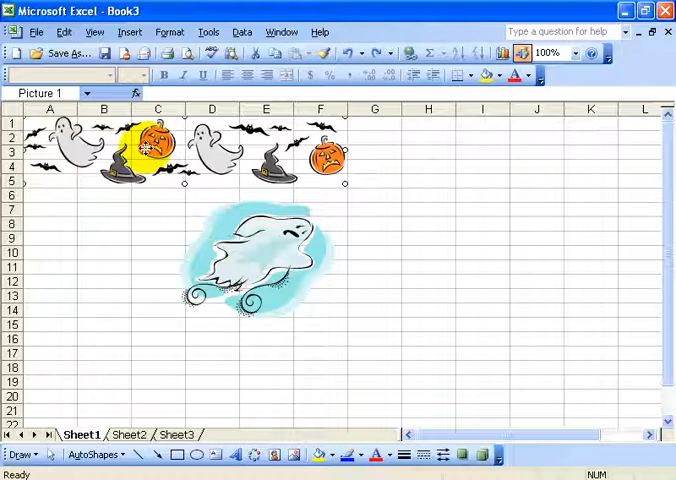 Microsoft Excel - Book3
File Edit View Insert Format Tools Data Window Help Type a question for help
Save As... 100%
B I U $ %
Picture 1 fx
A B C D E F G H I J K L
1
2
3
4
5
6
7
8
9
10
11
12
13
14
15
16
17
18
19
20
21
22
Sheet1 Sheet2 Sheet3
Draw AutoShapes
Ready NUM